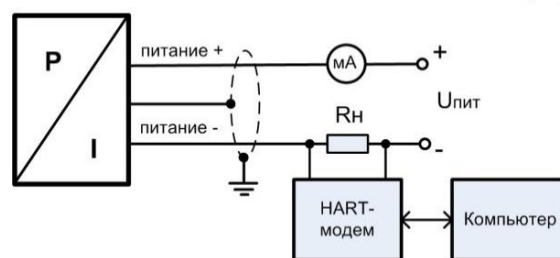 P
I
питание +
питание -
мА
+
Uпит
-
Rн
HART-
модем
Компьютер